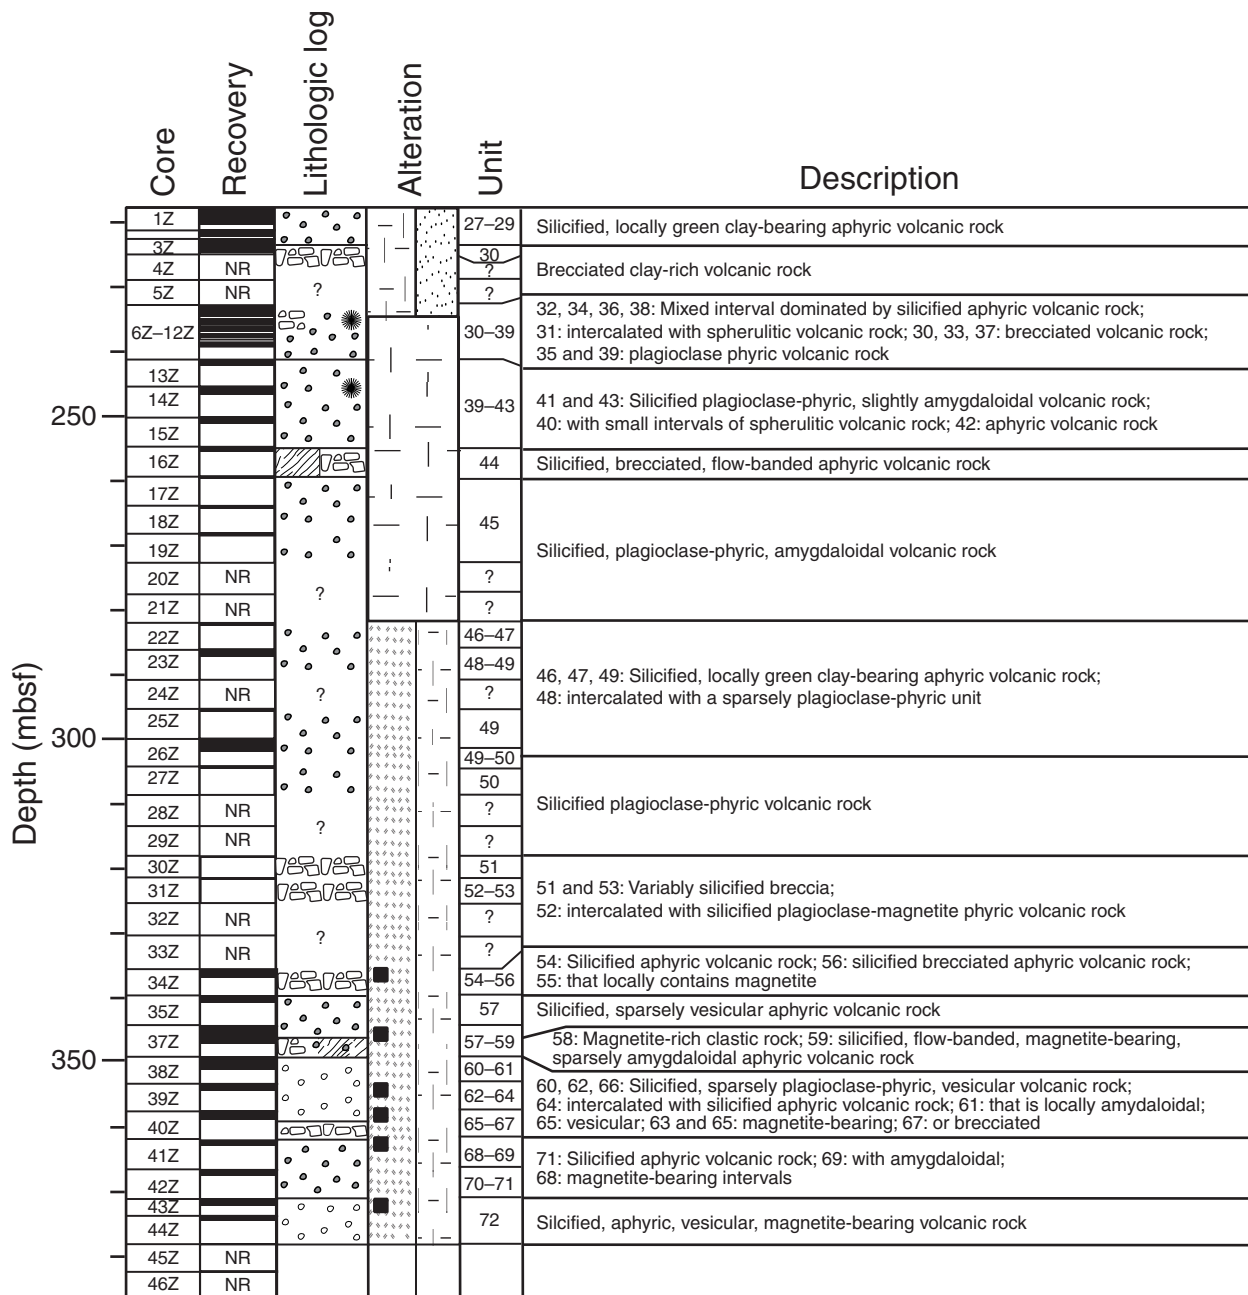 Core
Recovery
Lithologic log
Alteration
Unit
Description
Depth (mbsf)
250
300
350
1Z
3Z
4Z NR
5Z NR
6Z–12Z
13Z
14Z
15Z
16Z
17Z
18Z
19Z
20Z NR
21Z NR
22Z
23Z
24Z NR
25Z
26Z
27Z
28Z NR
29Z NR
30Z
31Z
32Z NR
33Z NR
34Z
35Z
37Z
38Z
39Z
40Z
41Z
42Z
43Z
44Z
45Z NR
46Z NR
?
?
?
?
?
27–29
30
?
?
30–39
39–43
44
45
?
?
46–47
48–49
?
49
49–50
50
?
?
51
52–53
?
?
54–56
57
57–59
60–61
62–64
65–67
68–69
70–71
72
Silicified, locally green clay-bearing aphyric volcanic rock
Brecciated clay-rich volcanic rock
32, 34, 36, 38: Mixed interval dominated by silicified aphyric volcanic rock;
31: intercalated with spherulitic volcanic rock; 30, 33, 37: brecciated volcanic rock;
35 and 39: plagioclase phyric volcanic rock
41 and 43: Silicified plagioclase-phyric, slightly amygdaloidal volcanic rock;
40: with small intervals of spherulitic volcanic rock; 42: aphyric volcanic rock
Silicified, brecciated, flow-banded aphyric volcanic rock
Silicified, plagioclase-phyric, amygdaloidal volcanic rock
46, 47, 49: Silicified, locally green clay-bearing aphyric volcanic rock;
48: intercalated with a sparsely plagioclase-phyric unit
Silicified plagioclase-phyric volcanic rock
51 and 53: Variably silicified breccia;
52: intercalated with silicified plagioclase-magnetite phyric volcanic rock
54: Silicified aphyric volcanic rock; 56: silicified brecciated aphyric volcanic rock;
55: that locally contains magnetite
Silicified, sparsely vesicular aphyric volcanic rock
58: Magnetite-rich clastic rock; 59: silicified, flow-banded, magnetite-bearing,
sparsely amygdaloidal aphyric volcanic rock
60, 62, 66: Silicified, sparsely plagioclase-phyric, vesicular volcanic rock;
64: intercalated with silicified aphyric volcanic rock; 61: that is locally amydaloidal;
65: vesicular; 63 and 65: magnetite-bearing; 67: or brecciated
71: Silicified aphyric volcanic rock; 69: with amygdaloidal;
68: magnetite-bearing intervals
Silcified, aphyric, vesicular, magnetite-bearing volcanic rock